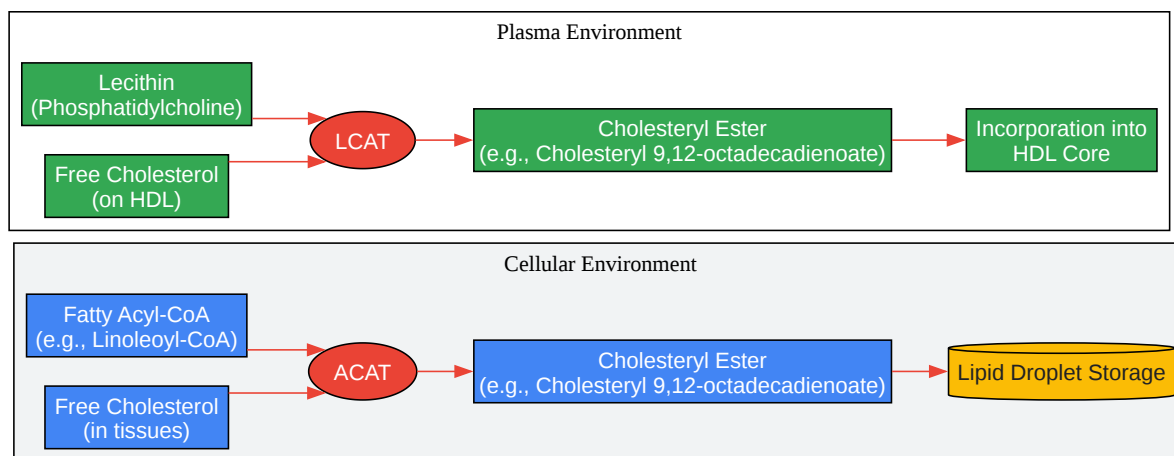 Plasma Environment
Lecithin
(Phosphatidylcholine)
Free Cholesterol
(on HDL)
LCAT
Cholesteryl Ester
(e.g., Cholesteryl 9,12-octadecadienoate)
Incorporation into
HDL Core
Cellular Environment
Fatty Acyl-CoA
(e.g., Linoleoyl-CoA)
Free Cholesterol
(in tissues)
ACAT
Cholesteryl Ester
(e.g., Cholesteryl 9,12-octadecadienoate)
Lipid Droplet Storage